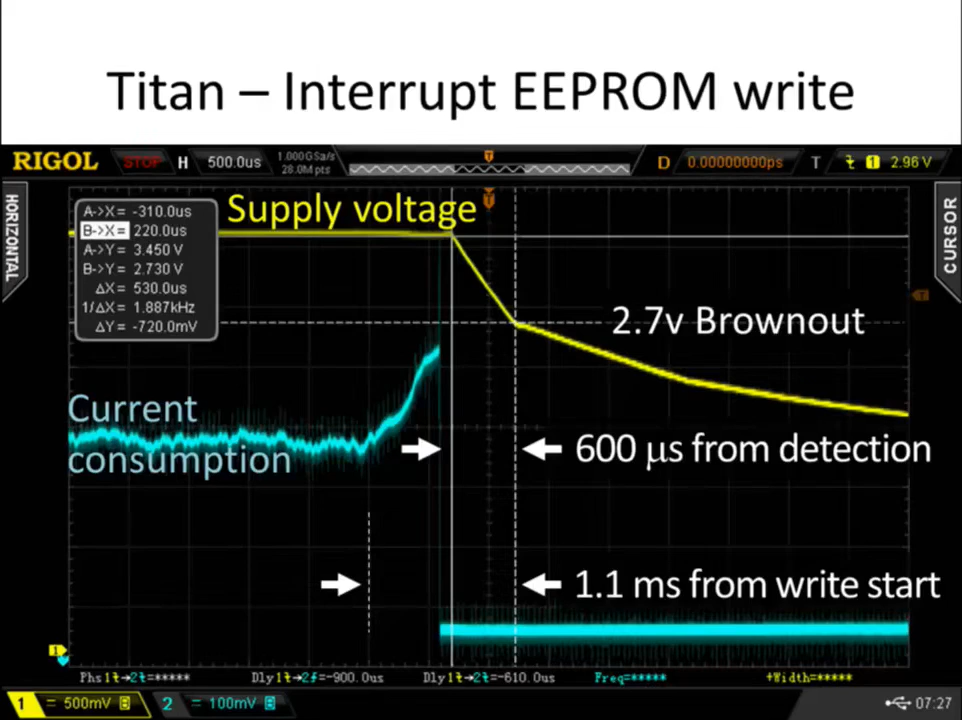 Titan – Interrupt EEPROM write
RIGOL STOP H 500.0us 1.000GSa/s 28.0M pts D 0.00000000ps T 1 2.96 V
HORIZONTAL
CURSOR
A->X= -310.0us
B->X= 220.0us
A->Y= 3.450 V
B->Y= 2.730 V
ΔX= 530.0us
1/ΔX= 1.887kHz
ΔY= -720.0mV
Supply voltage
T
T
2.7v Brownout
Current
consumption
600 μs from detection
1.1 ms from write start
1
Phs1→2=***** Dly1→2=-900.0us Dly1→2=-610.0us Freq=***** +Width=*****
1 = 500mV B 2 = 100mV B 07:27